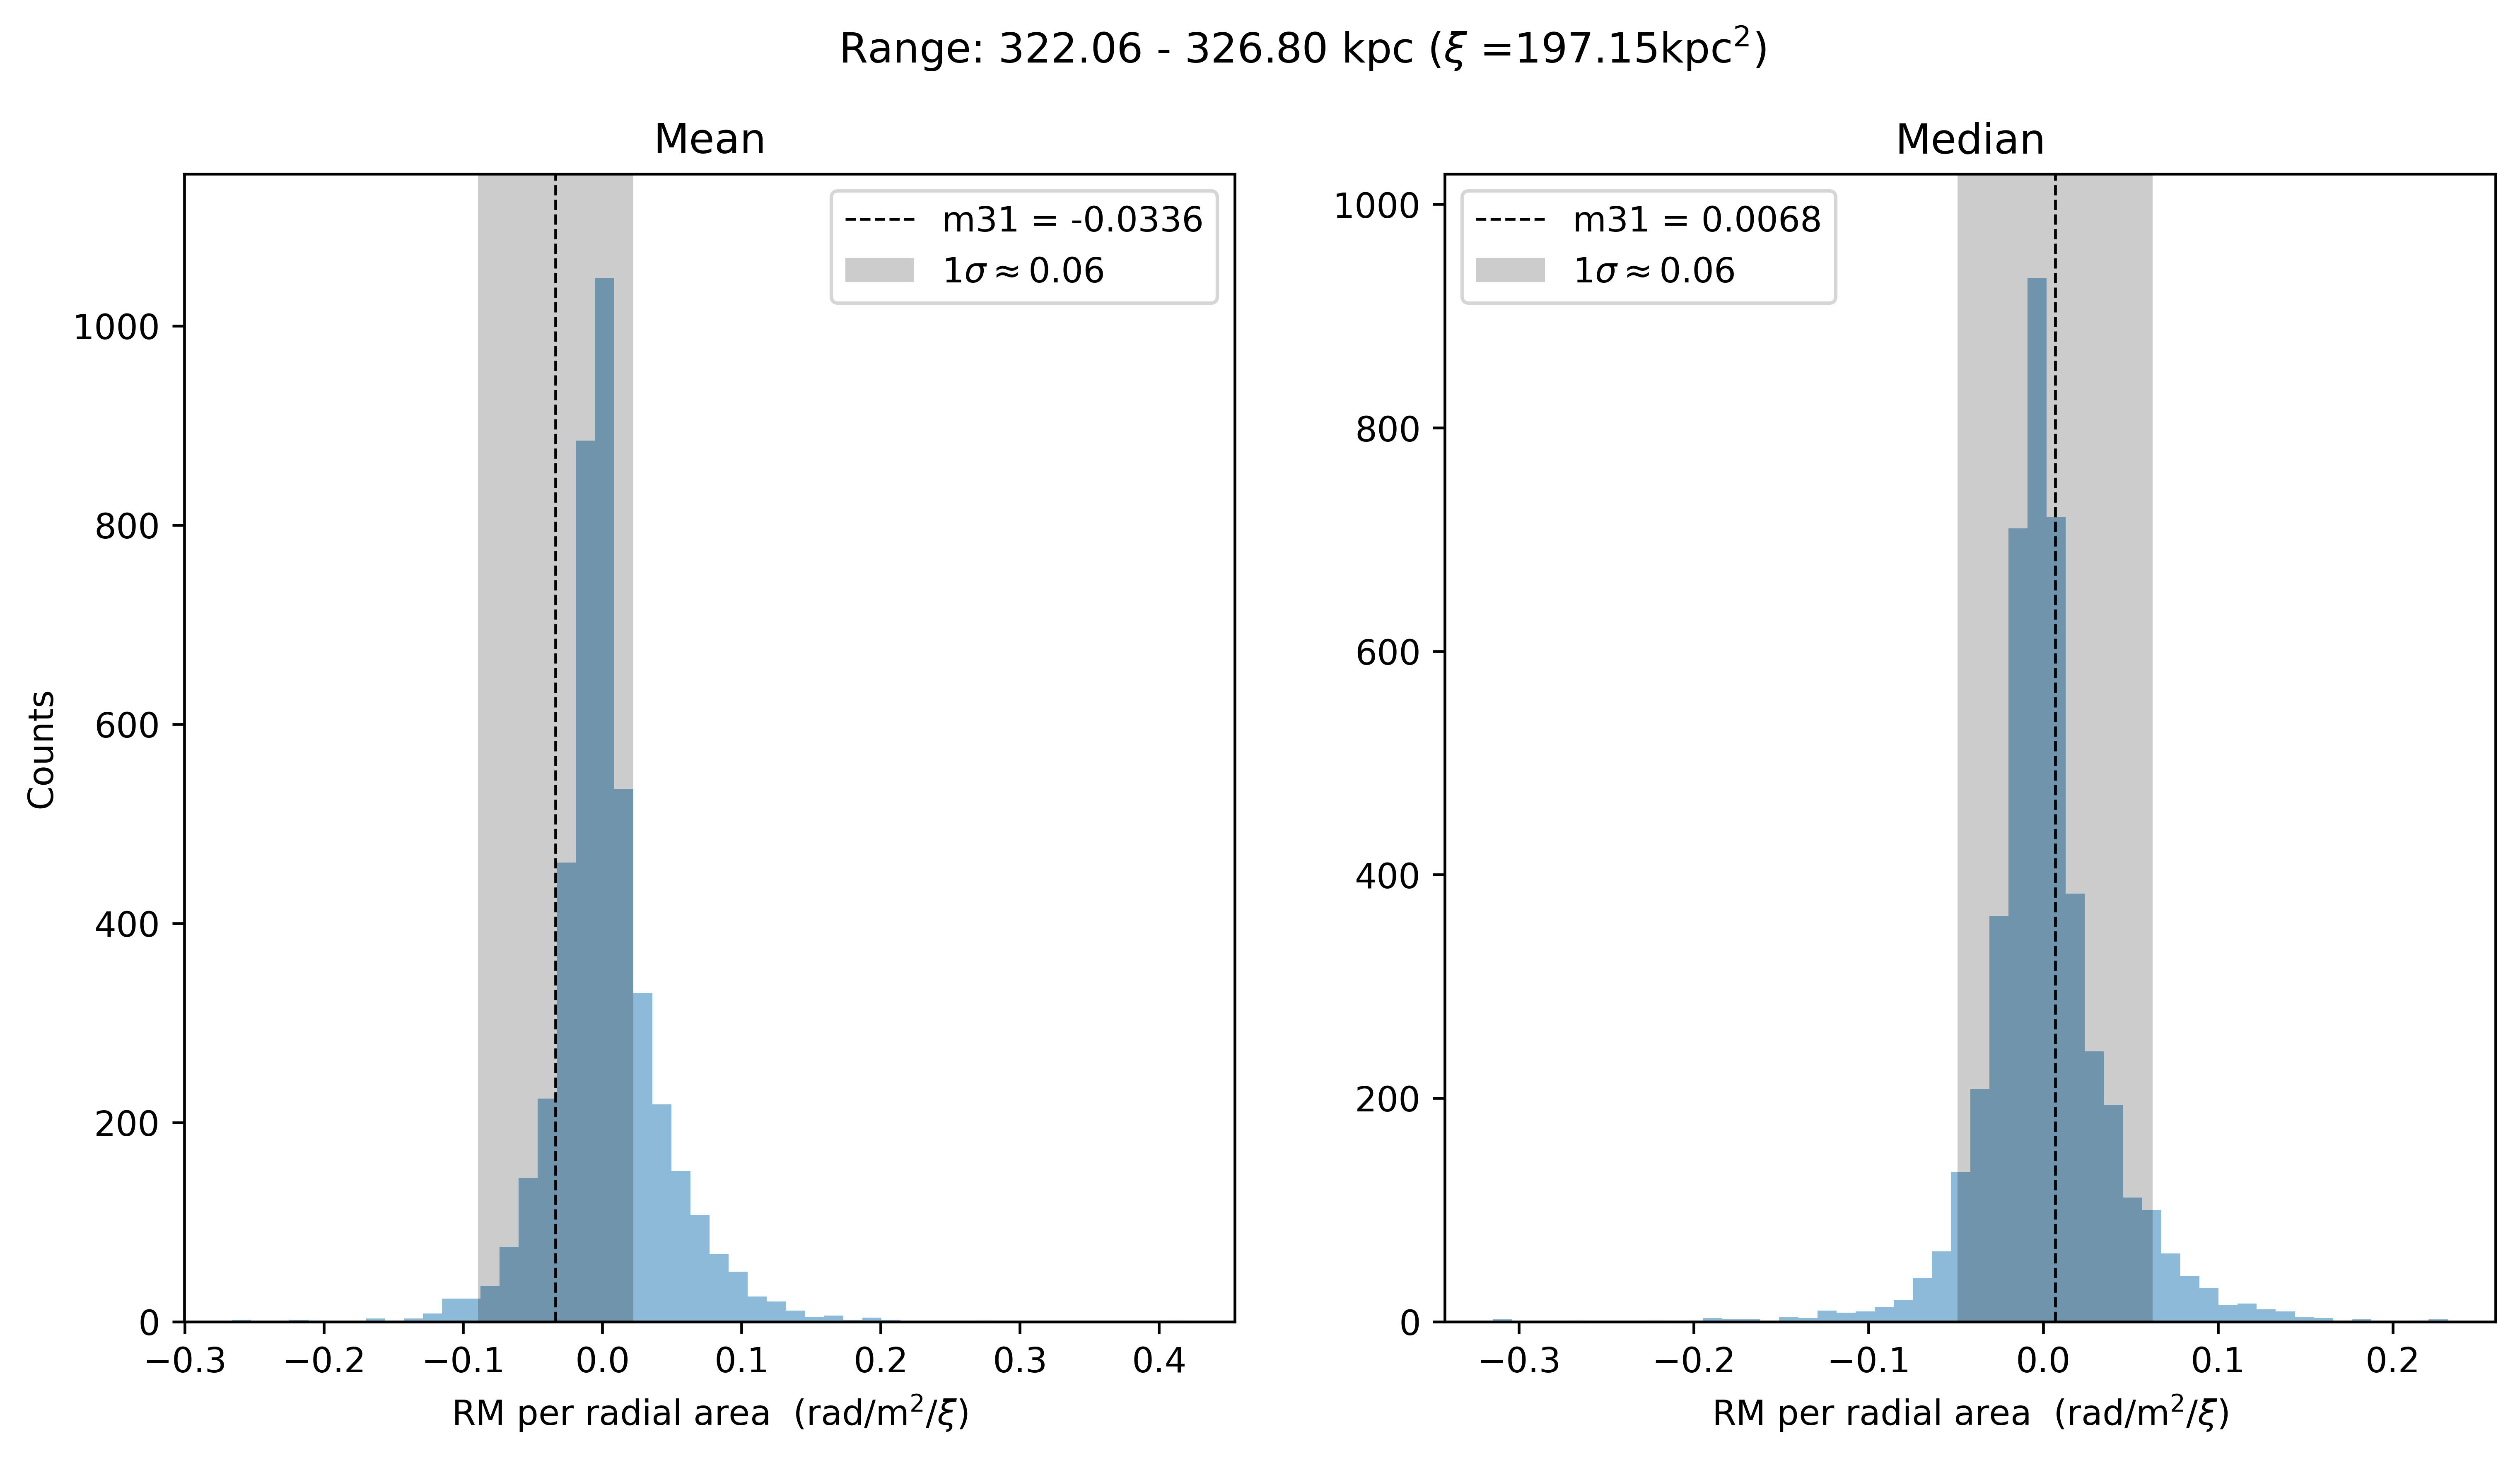 Range: 322.06 - 326.80 kpc (ξ =197.15kpc²)
Mean
m31 = -0.0336
1σ ≈ 0.06
Counts
1000
800
600
400
200
0
−0.3 −0.2 −0.1 0.0 0.1 0.2 0.3 0.4
RM per radial area (rad/m²/ξ)
Median
m31 = 0.0068
1σ ≈ 0.06
1000
800
600
400
200
0
−0.3 −0.2 −0.1 0.0 0.1 0.2
RM per radial area (rad/m²/ξ)